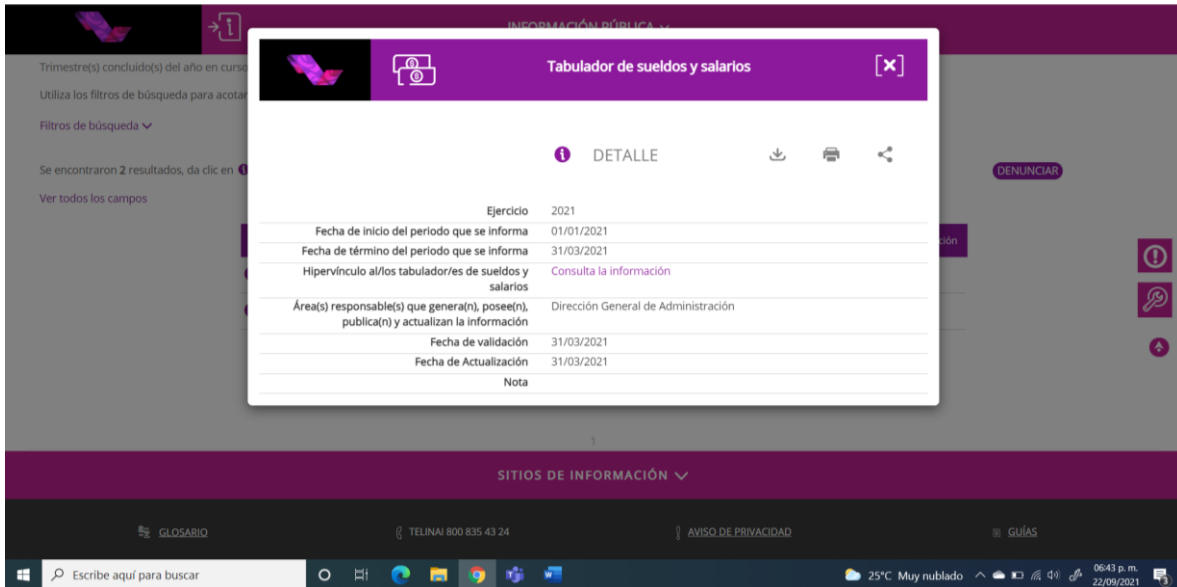 INFORMACIÓN PÚBLICA
Trimestre(s) concluido(s) del año en curso
Utiliza los filtros de búsqueda para acotar
Filtros de búsqueda
Se encontraron 2 resultados, da clic en
DENUNCIAR
Ver todos los campos
ción
Tabulador de sueldos y salarios
[×]
DETALLE
Ejercicio 2021
Fecha de inicio del periodo que se informa 01/01/2021
Fecha de término del periodo que se informa 31/03/2021
Hipervínculo al/los tabulador/es de sueldos y Consulta la información
salarios
Área(s) responsable(s) que genera(n), posee(n), Dirección General de Administración
publica(n) y actualizan la información
Fecha de validación 31/03/2021
Fecha de Actualización 31/03/2021
Nota
1
SITIOS DE INFORMACIÓN
GLOSARIO TELINAI 800 835 43 24 AVISO DE PRIVACIDAD GUÍAS
Escribe aquí para buscar 25°C Muy nublado 06:43 p. m.
22/09/2021 3